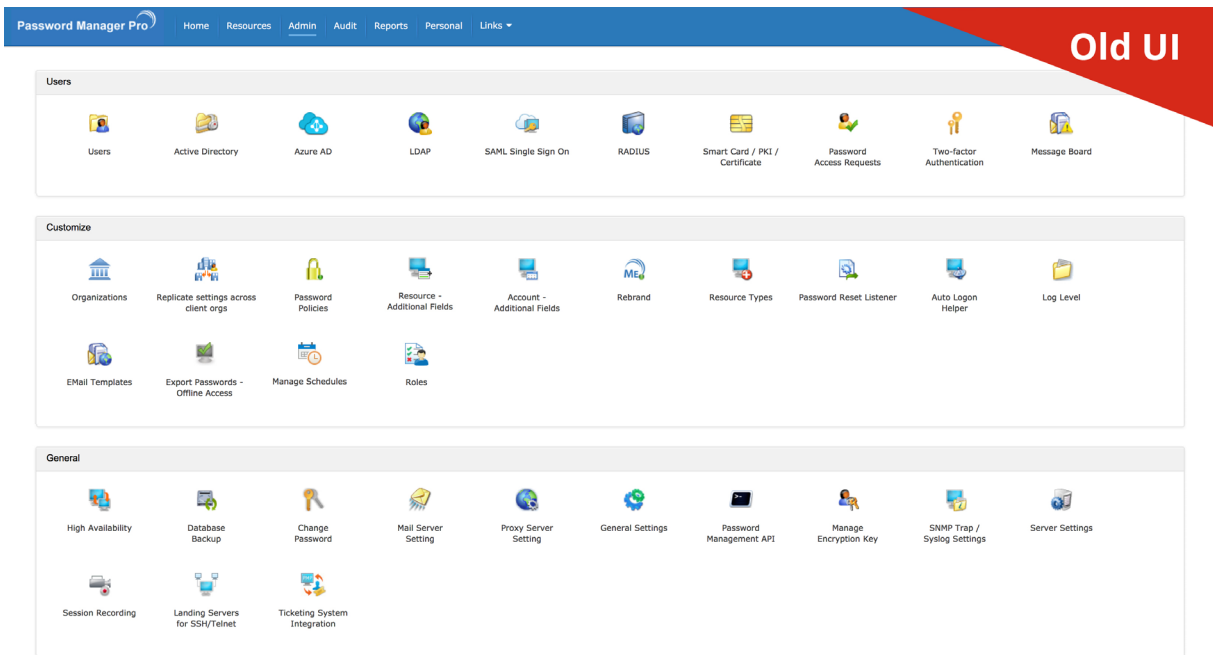 Password Manager Pro Home Resources Admin Audit Reports Personal Links
Old UI
Users
Users Active Directory Azure AD LDAP SAML Single Sign On RADIUS Smart Card / PKI / Password Two-factor Message Board
Certificate Access Requests Authentication
Customize
ME
Organizations Replicate settings across Password Resource - Account - Rebrand Resource Types Password Reset Listener Auto Logon Log Level
client orgs Policies Additional Fields Additional Fields Helper
EMail Templates Export Passwords - Manage Schedules Roles
Offline Access
General
High Availability Database Change Mail Server Proxy Server General Settings Password Manage SNMP Trap / Server Settings
Backup Password Setting Setting Management API Encryption Key Syslog Settings
Session Recording Landing Servers Ticketing System
for SSH/Telnet Integration